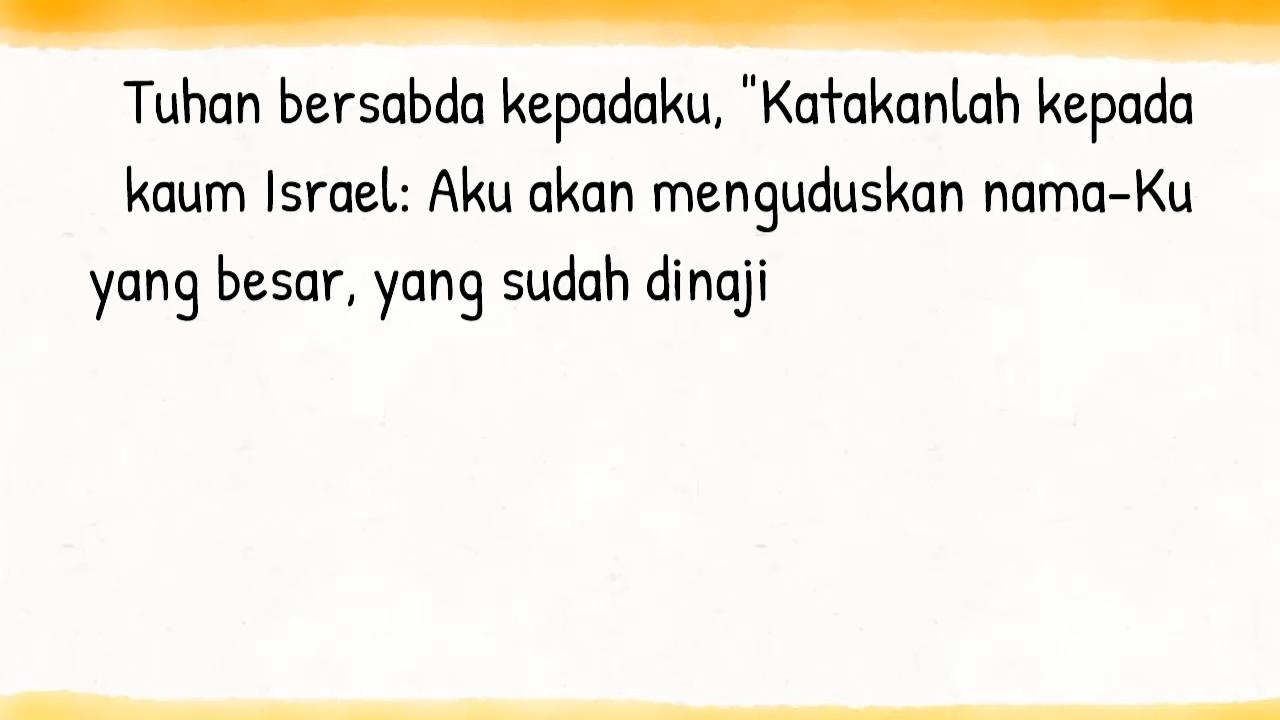 Tuhan bersabda kepadaku, "Katakanlah kepada
kaum Israel: Aku akan menguduskan nama-Ku
yang besar, yang sudah dinaji